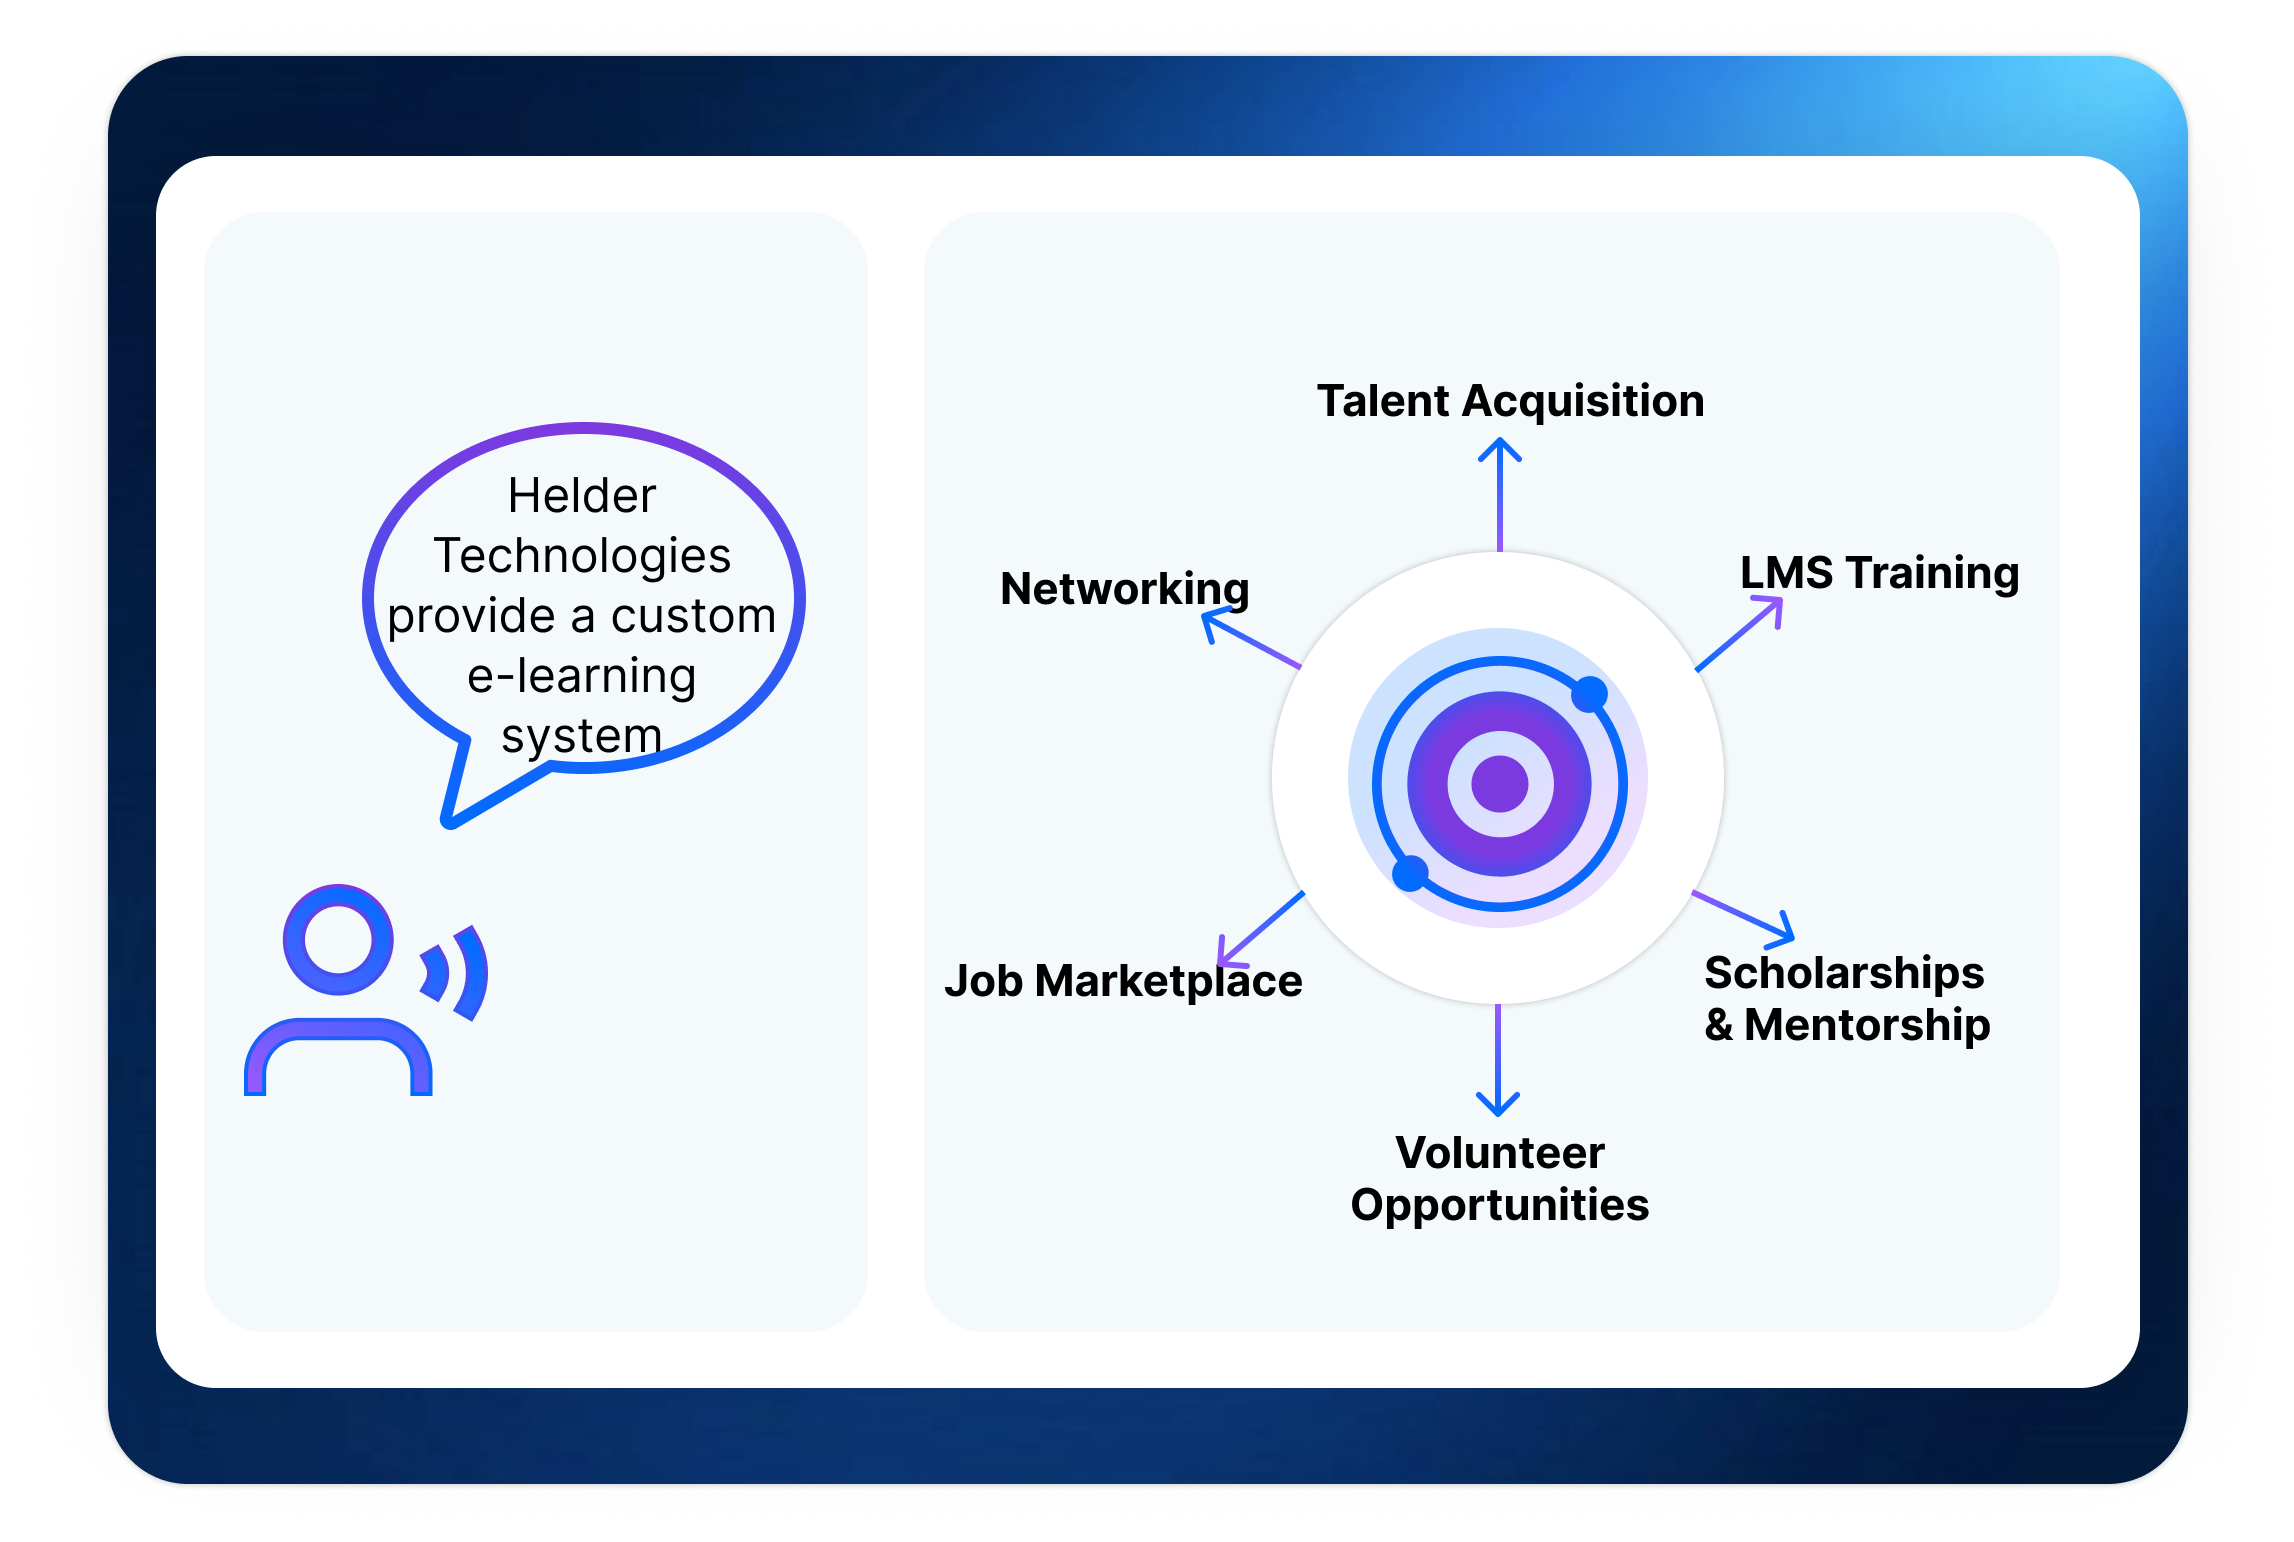 Helder
Technologies
provide a custom
e-learning
system
Talent Acquisition
Networking
LMS Training
Job Marketplace
Scholarships
& Mentorship
Volunteer
Opportunities